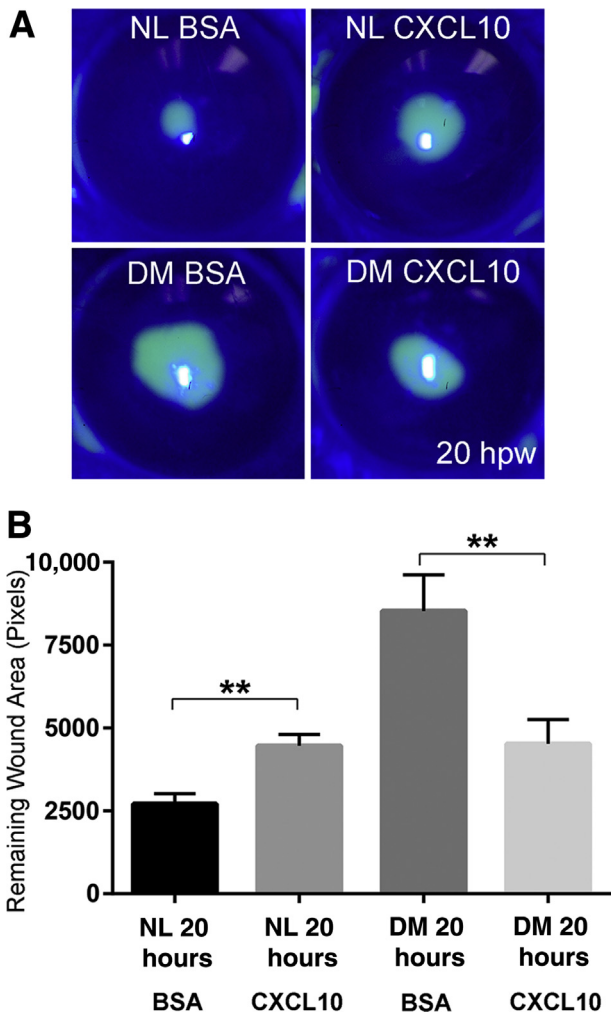 A
NL BSA
NL CXCL10
DM BSA
DM CXCL10
20 hpw
B
Remaining Wound Area (Pixels)
10,000
7500
5000
2500
0
**
**
NL 20 hours
NL 20 hours
DM 20 hours
DM 20 hours
BSA
CXCL10
BSA
CXCL10